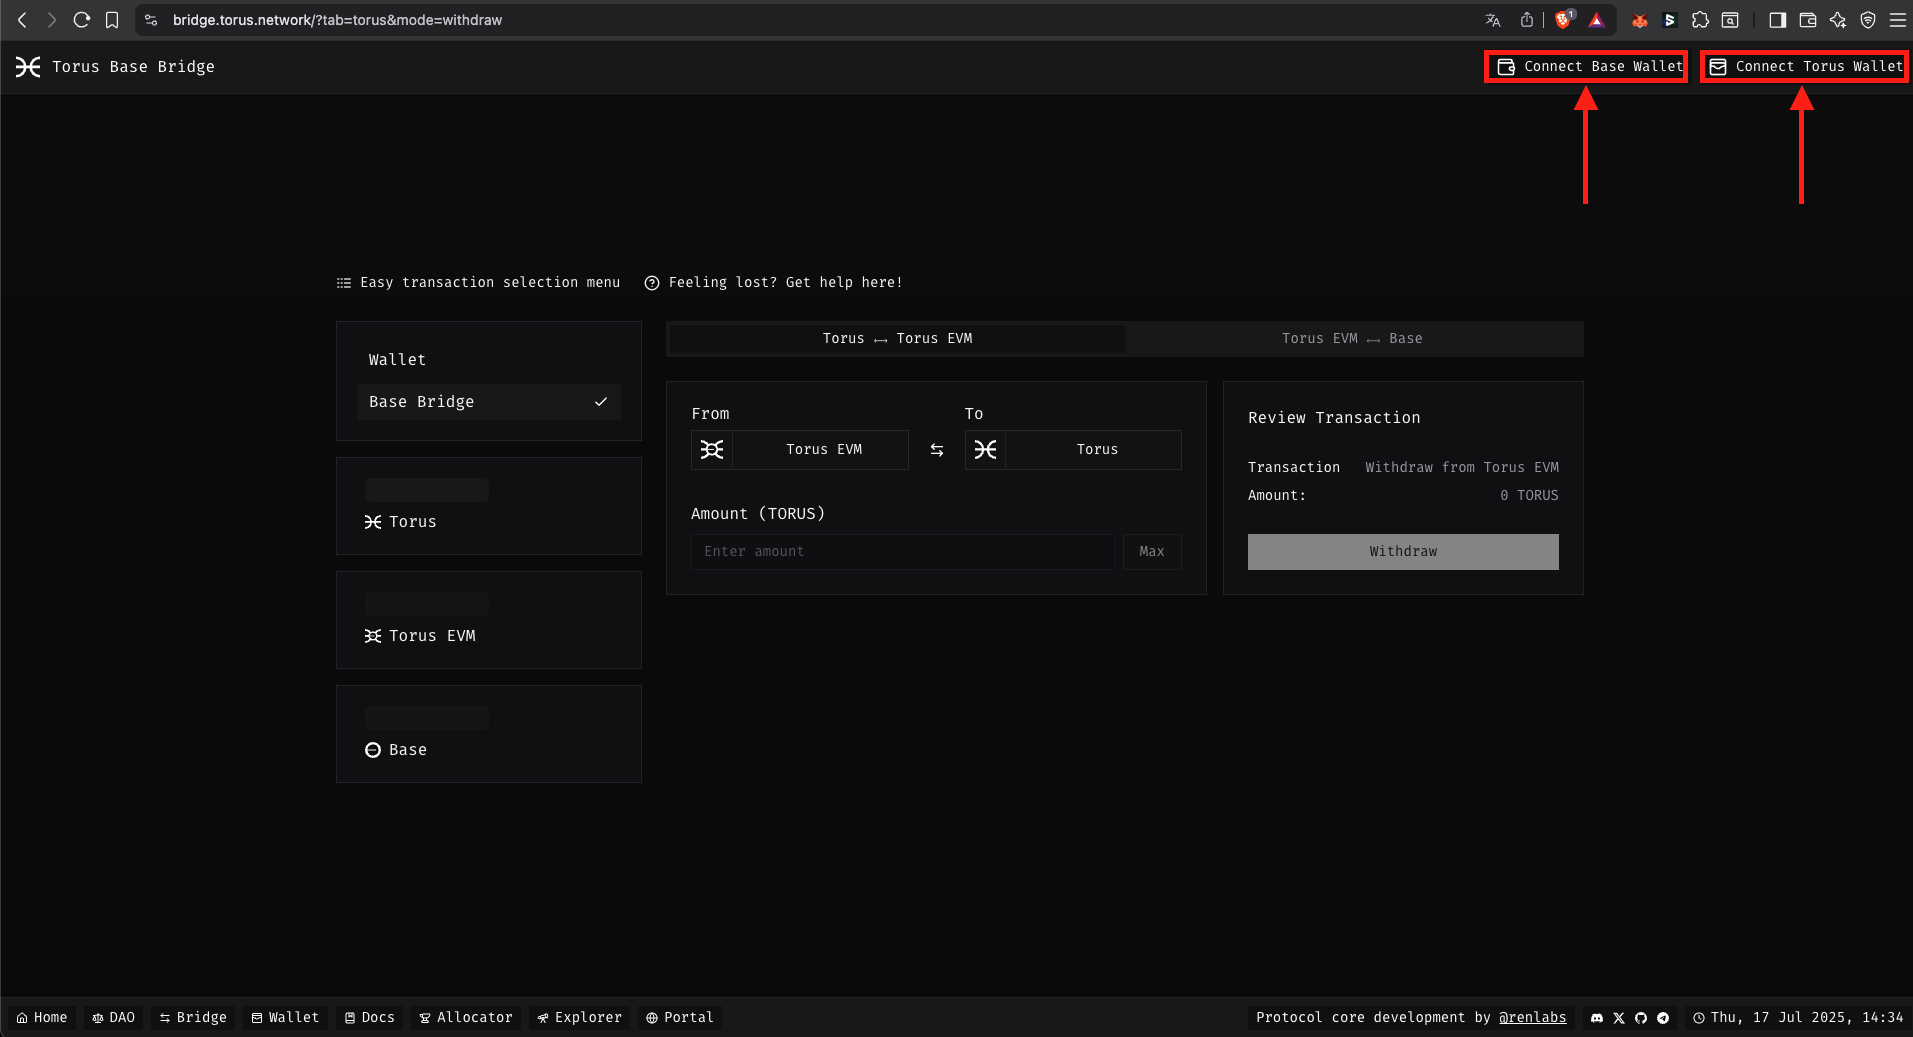 bridge.torus.network/?tab=torus&mode=withdraw
1
Torus Base Bridge
Connect Base Wallet
Connect Torus Wallet
Easy transaction selection menu
Feeling lost? Get help here!
Wallet
Base Bridge
Torus
Torus EVM
Base
Torus ⟷ Torus EVM
Torus EVM ⟷ Base
From
To
Torus EVM
Torus
Amount (TORUS)
Enter amount
Max
Review Transaction
Transaction Withdraw from Torus EVM
Amount: 0 TORUS
Withdraw
Home DAO Bridge Wallet Docs Allocator Explorer Portal
Protocol core development by @renlabs
Thu, 17 Jul 2025, 14:34